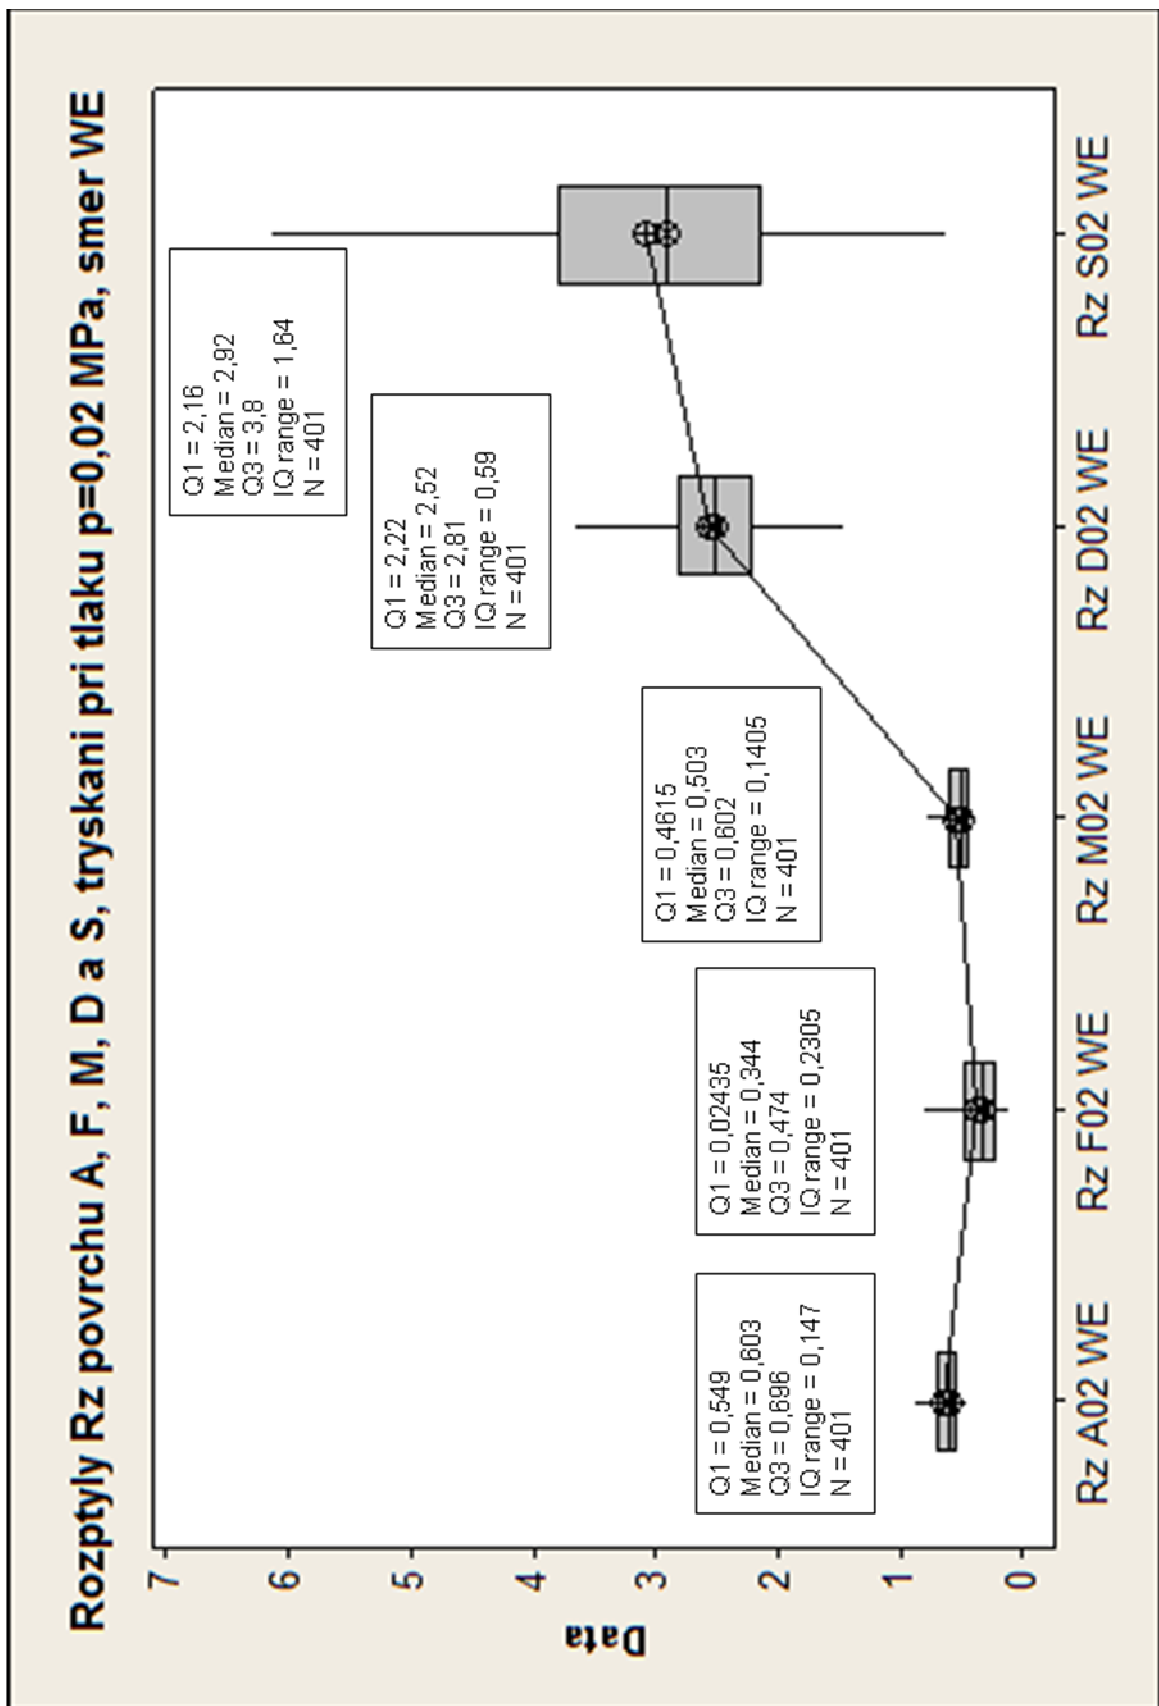 Rozptyly Rz povrchu A, F, M, D a S, tryskani pri tlaku p=0,02 MPa, smer WE
Data
7
6
5
4
3
2
1
0
Q1 = 0,549
Median = 0,603
Q3 = 0,696
IQ range = 0,147
N = 401
Q1 = 0,02435
Median = 0,344
Q3 = 0,474
IQ range = 0,2305
N = 401
Q1 = 0,4615
Median = 0,503
Q3 = 0,602
IQ range = 0,1405
N = 401
Q1 = 2,22
Median = 2,52
Q3 = 2,81
IQ range = 0,59
N = 401
Q1 = 2,16
Median = 2,92
Q3 = 3,8
IQ range = 1,64
N = 401
Rz A02 WE
Rz F02 WE
Rz M02 WE
Rz D02 WE
Rz S02 WE